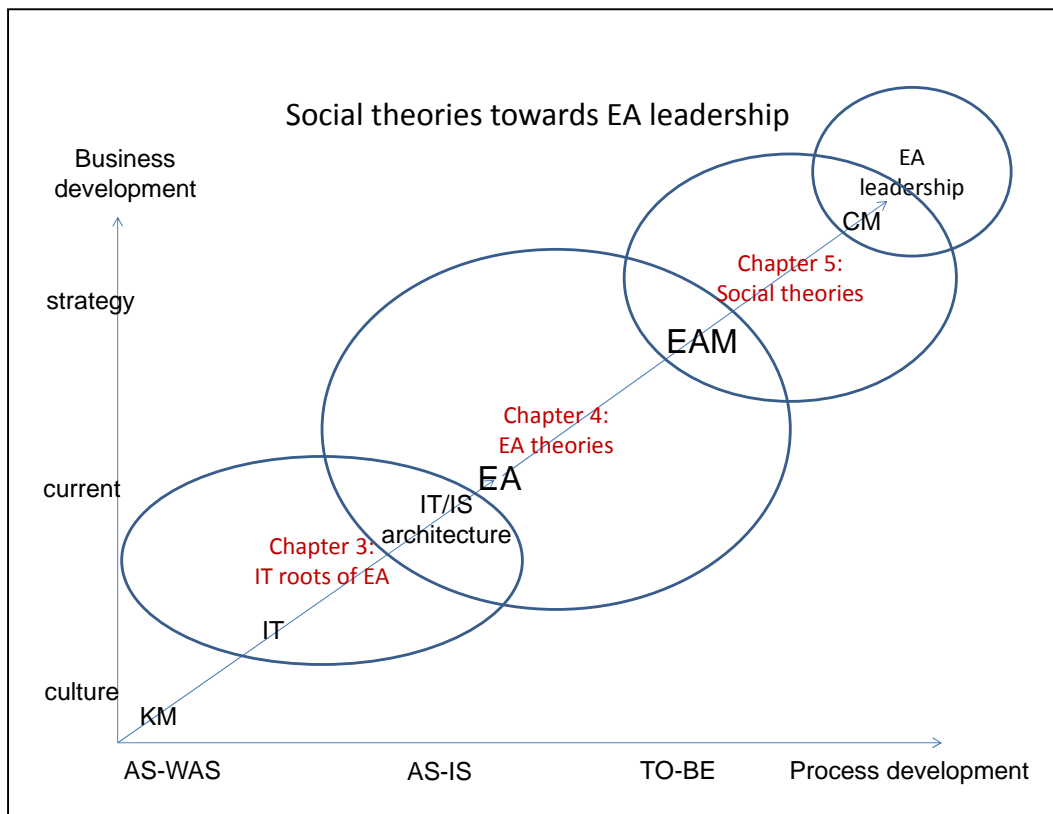 Social theories towards EA leadership
Business
development
EA
leadership
CM
Chapter 5:
Social theories
strategy
EAM
Chapter 4:
EA theories
EA
current
IT/IS
architecture
Chapter 3:
IT roots of EA
IT
culture
KM
AS-WAS
AS-IS
TO-BE
Process development